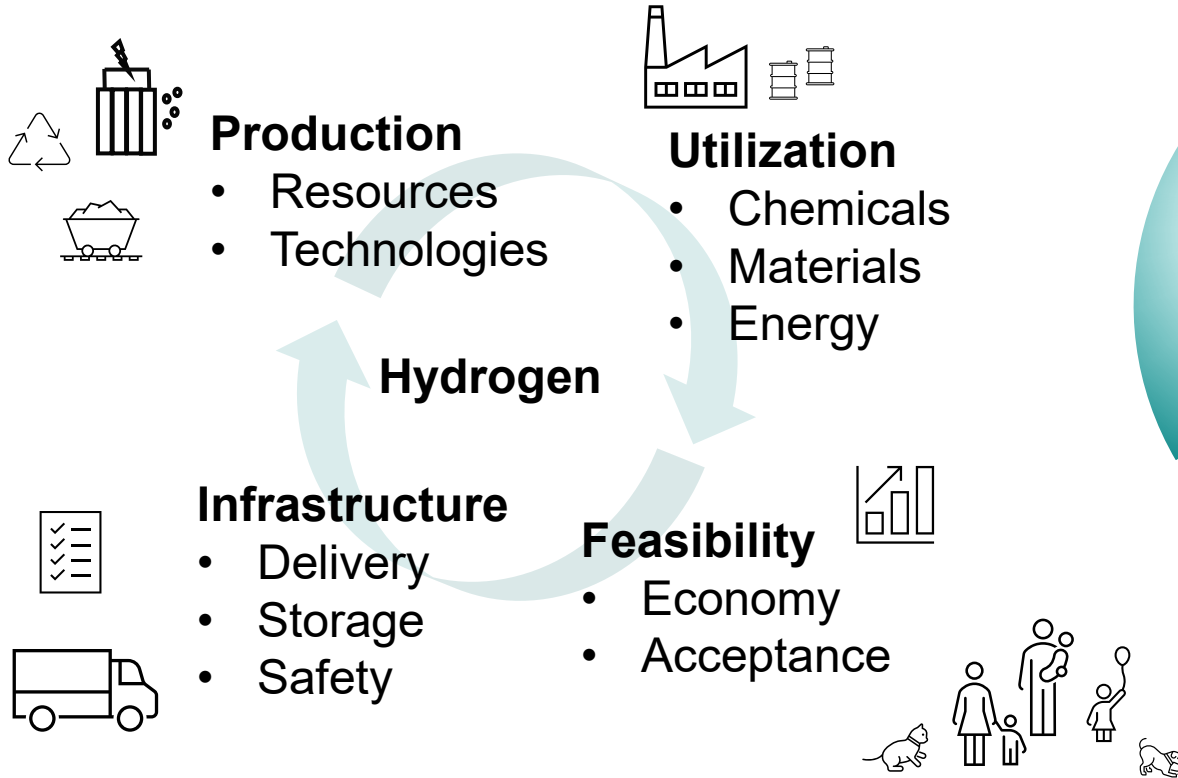 Production
• Resources
• Technologies
Utilization
• Chemicals
• Materials
• Energy
Hydrogen
Infrastructure
• Delivery
• Storage
• Safety
Feasibility
• Economy
• Acceptance